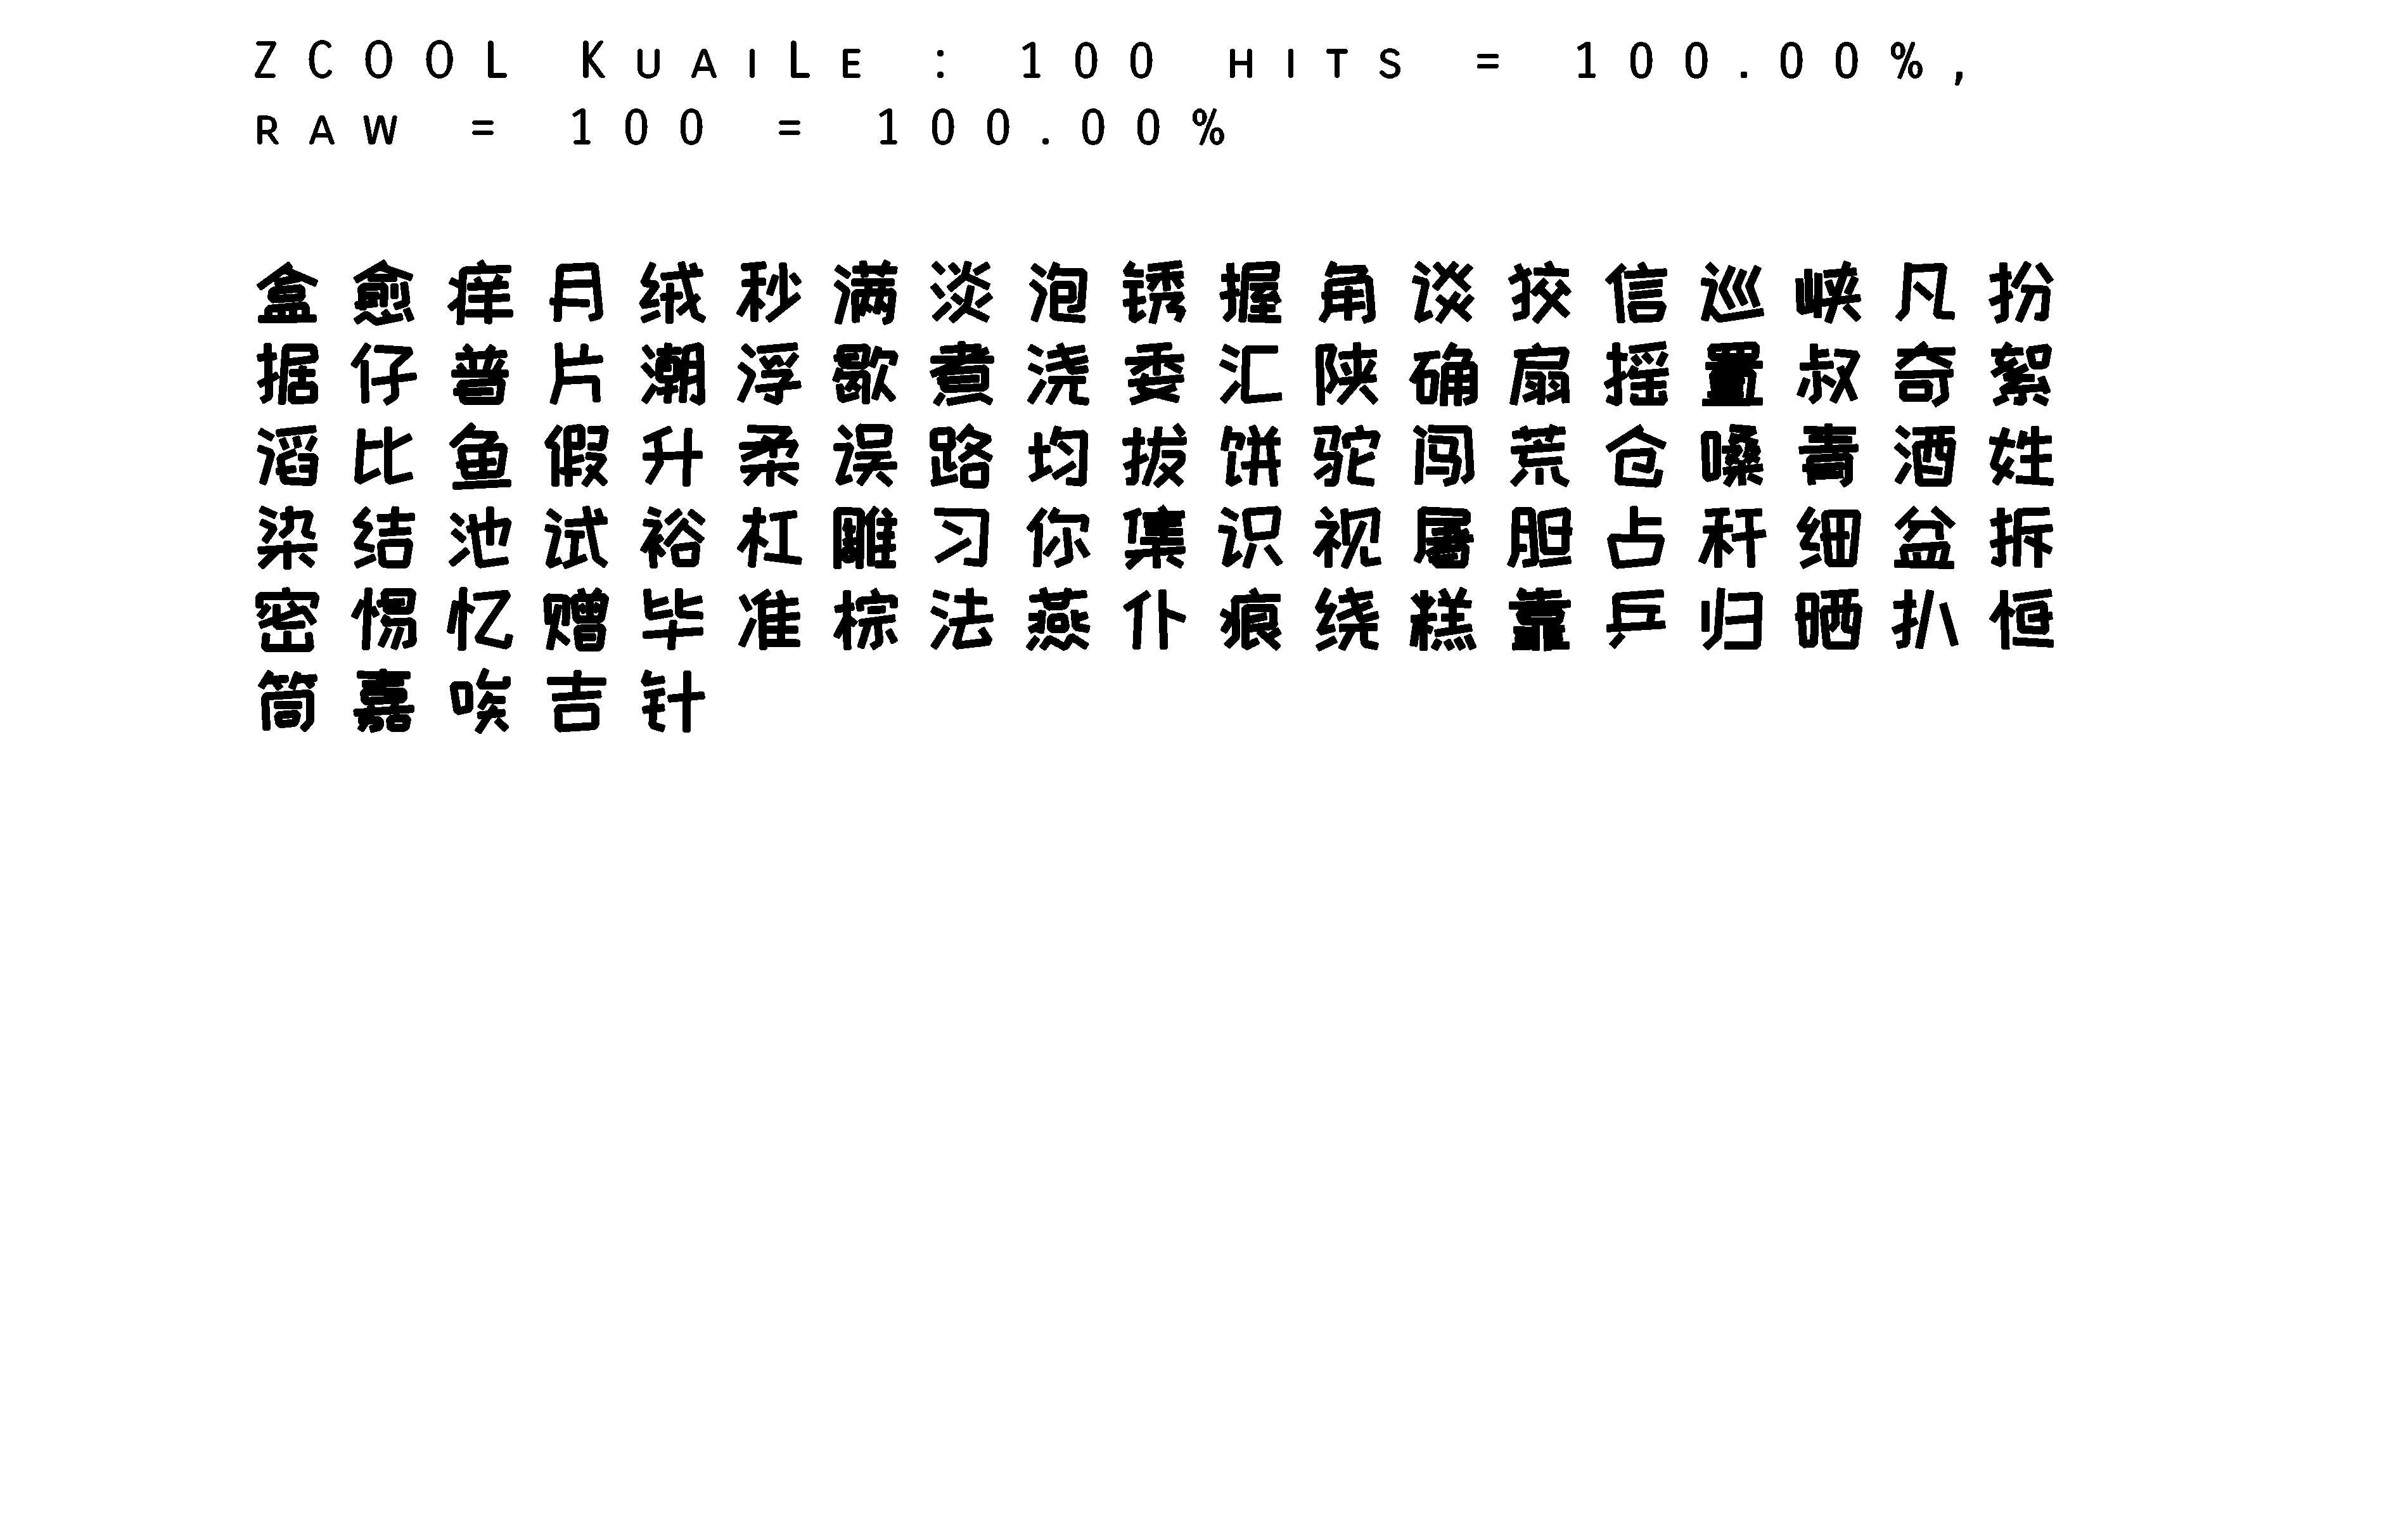 ZCOOL KuaiLe : 100 hits = 100.00%,
raw = 100 = 100.00%
盒愈痒月绒秒满淡泡锈握角谈狡信巡峡凡扮
据仔普片潮浮歇煮浇委汇陕确扇摇置叔奇絮
滔比鱼假升柔误路均拔饼驼闯荒仓嗓青酒姓
染结池试裕杠雕习你集识视屠胆占秆细盆拆
密惕忆赠毕准棕法燕仆痕绕糕靠乒归晒扒恒
筒嘉唉吉针